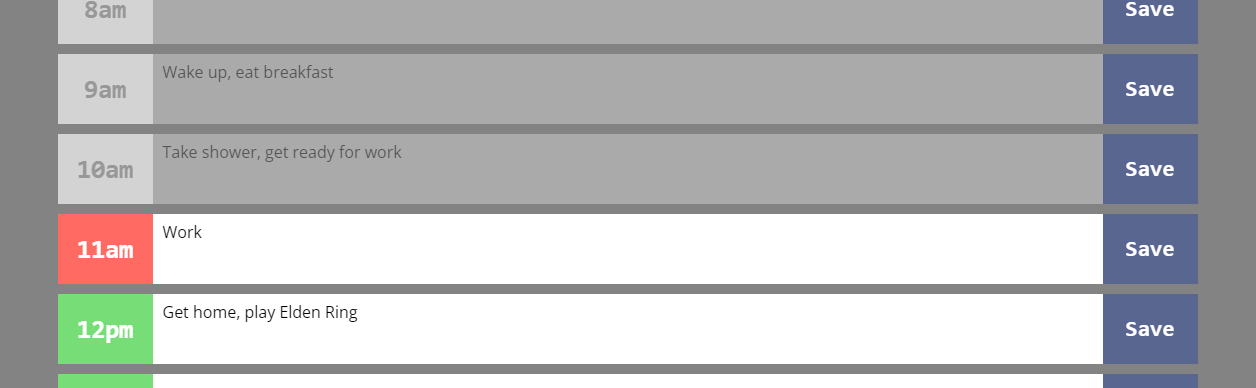 8am Save
9am Wake up, eat breakfast Save
10am Take shower, get ready for work Save
11am Work Save
12pm Get home, play Elden Ring Save